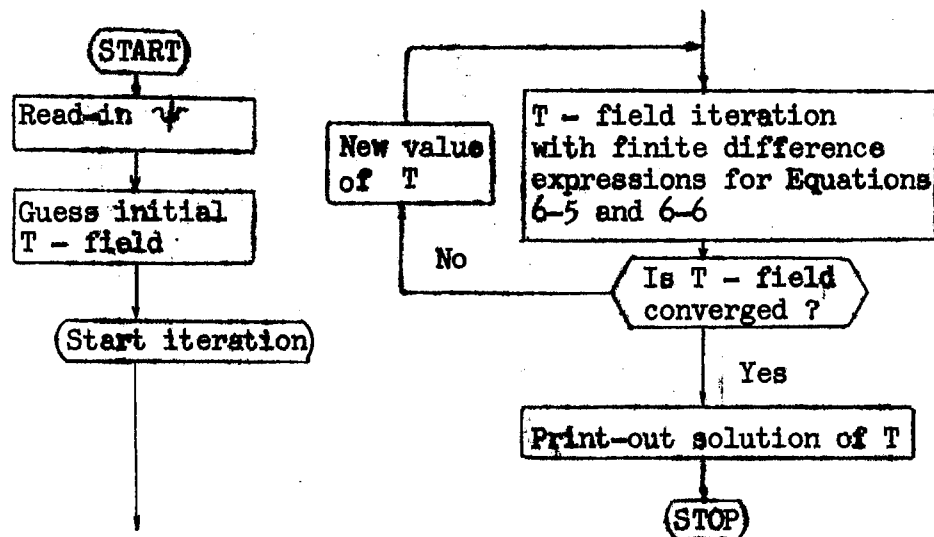 START
Read-in ψ
Guess initial
T - field
Start iteration
New value
of T
T - field iteration
with finite difference
expressions for Equations
6-5 and 6-6
No
Is T - field
converged ?
Yes
Print-out solution of T
STOP